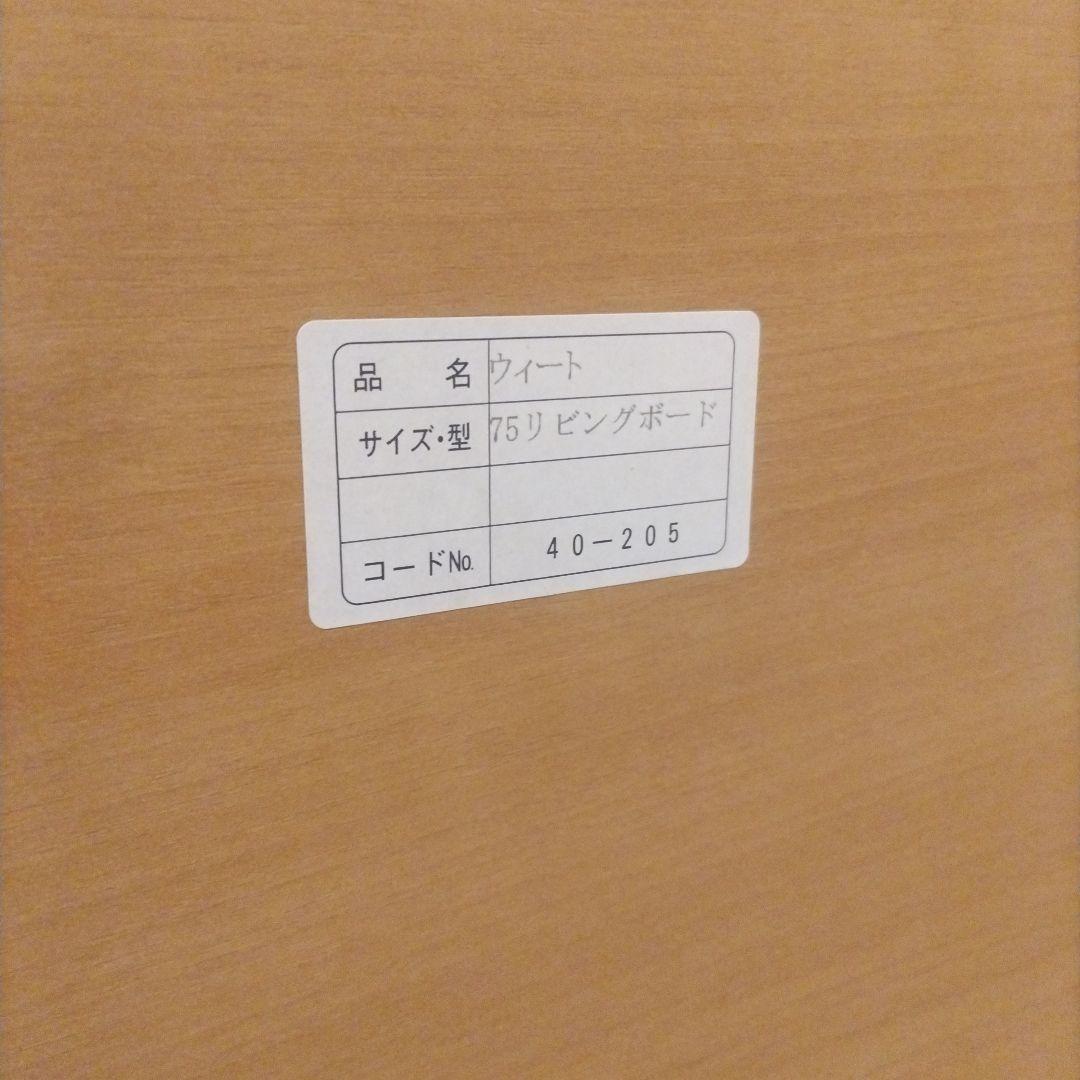 品名 ウィート
サイズ・型 75リビングボード
コードNo. 40-205